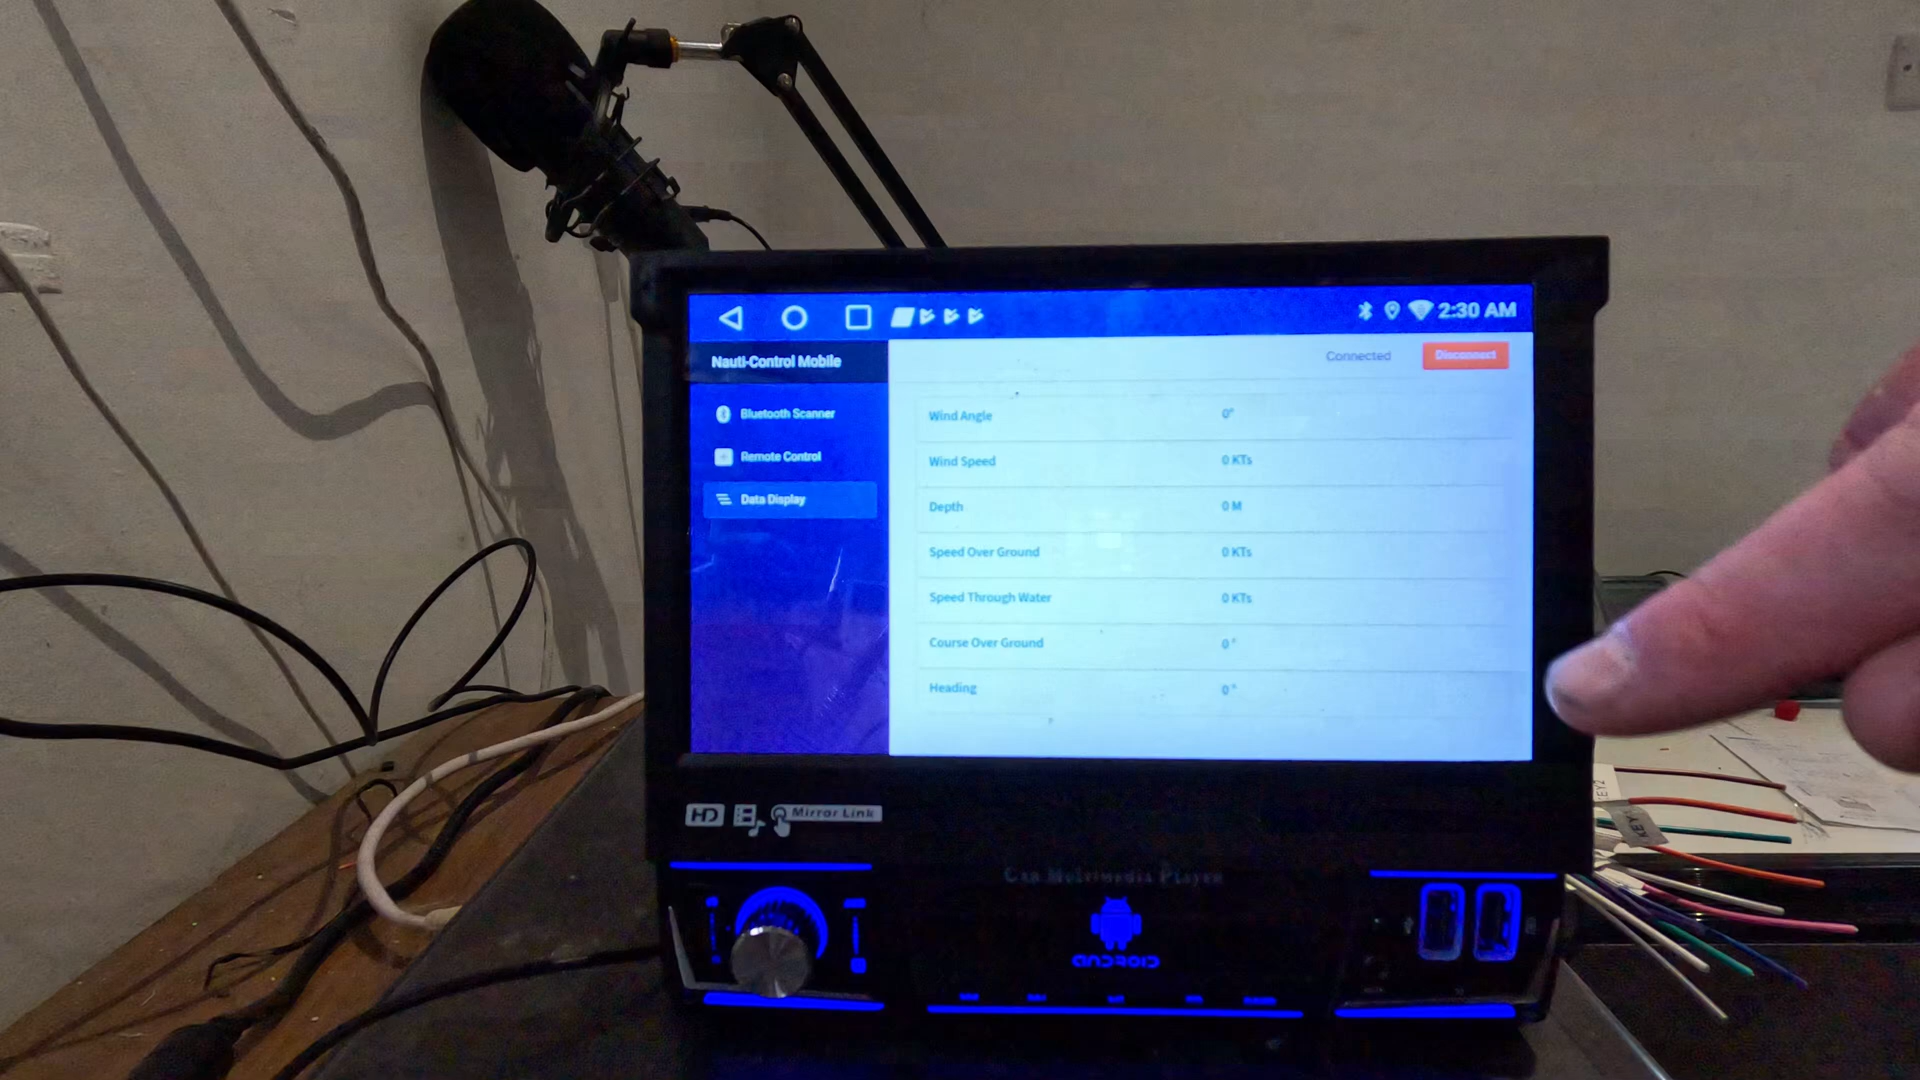 2:30 AM
Nauti-Control Mobile
Connected
Disconnect
Bluetooth Scanner
Remote Control
Data Display
Wind Angle 0°
Wind Speed 0 KTs
Depth 0 M
Speed Over Ground 0 KTs
Speed Through Water 0 KTs
Course Over Ground 0 °
Heading 0 °
HD Mirror Link
Car Multimedia Player
ANDROID
KEY2
KEY